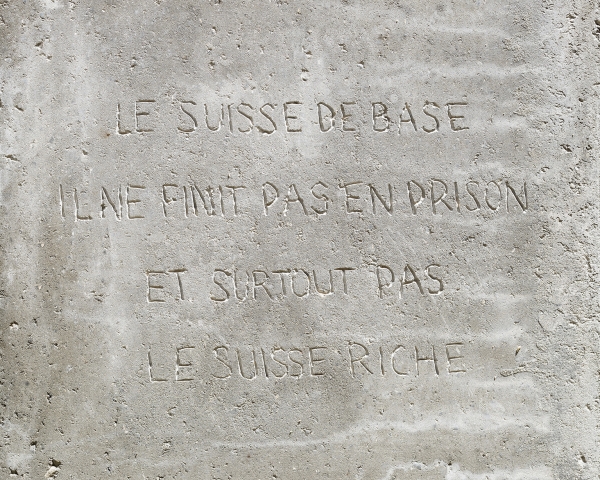 LE SUISSE DE BASE
IL NE FINIT PAS EN PRISON
ET SURTOUT PAS
LE SUISSE RICHE